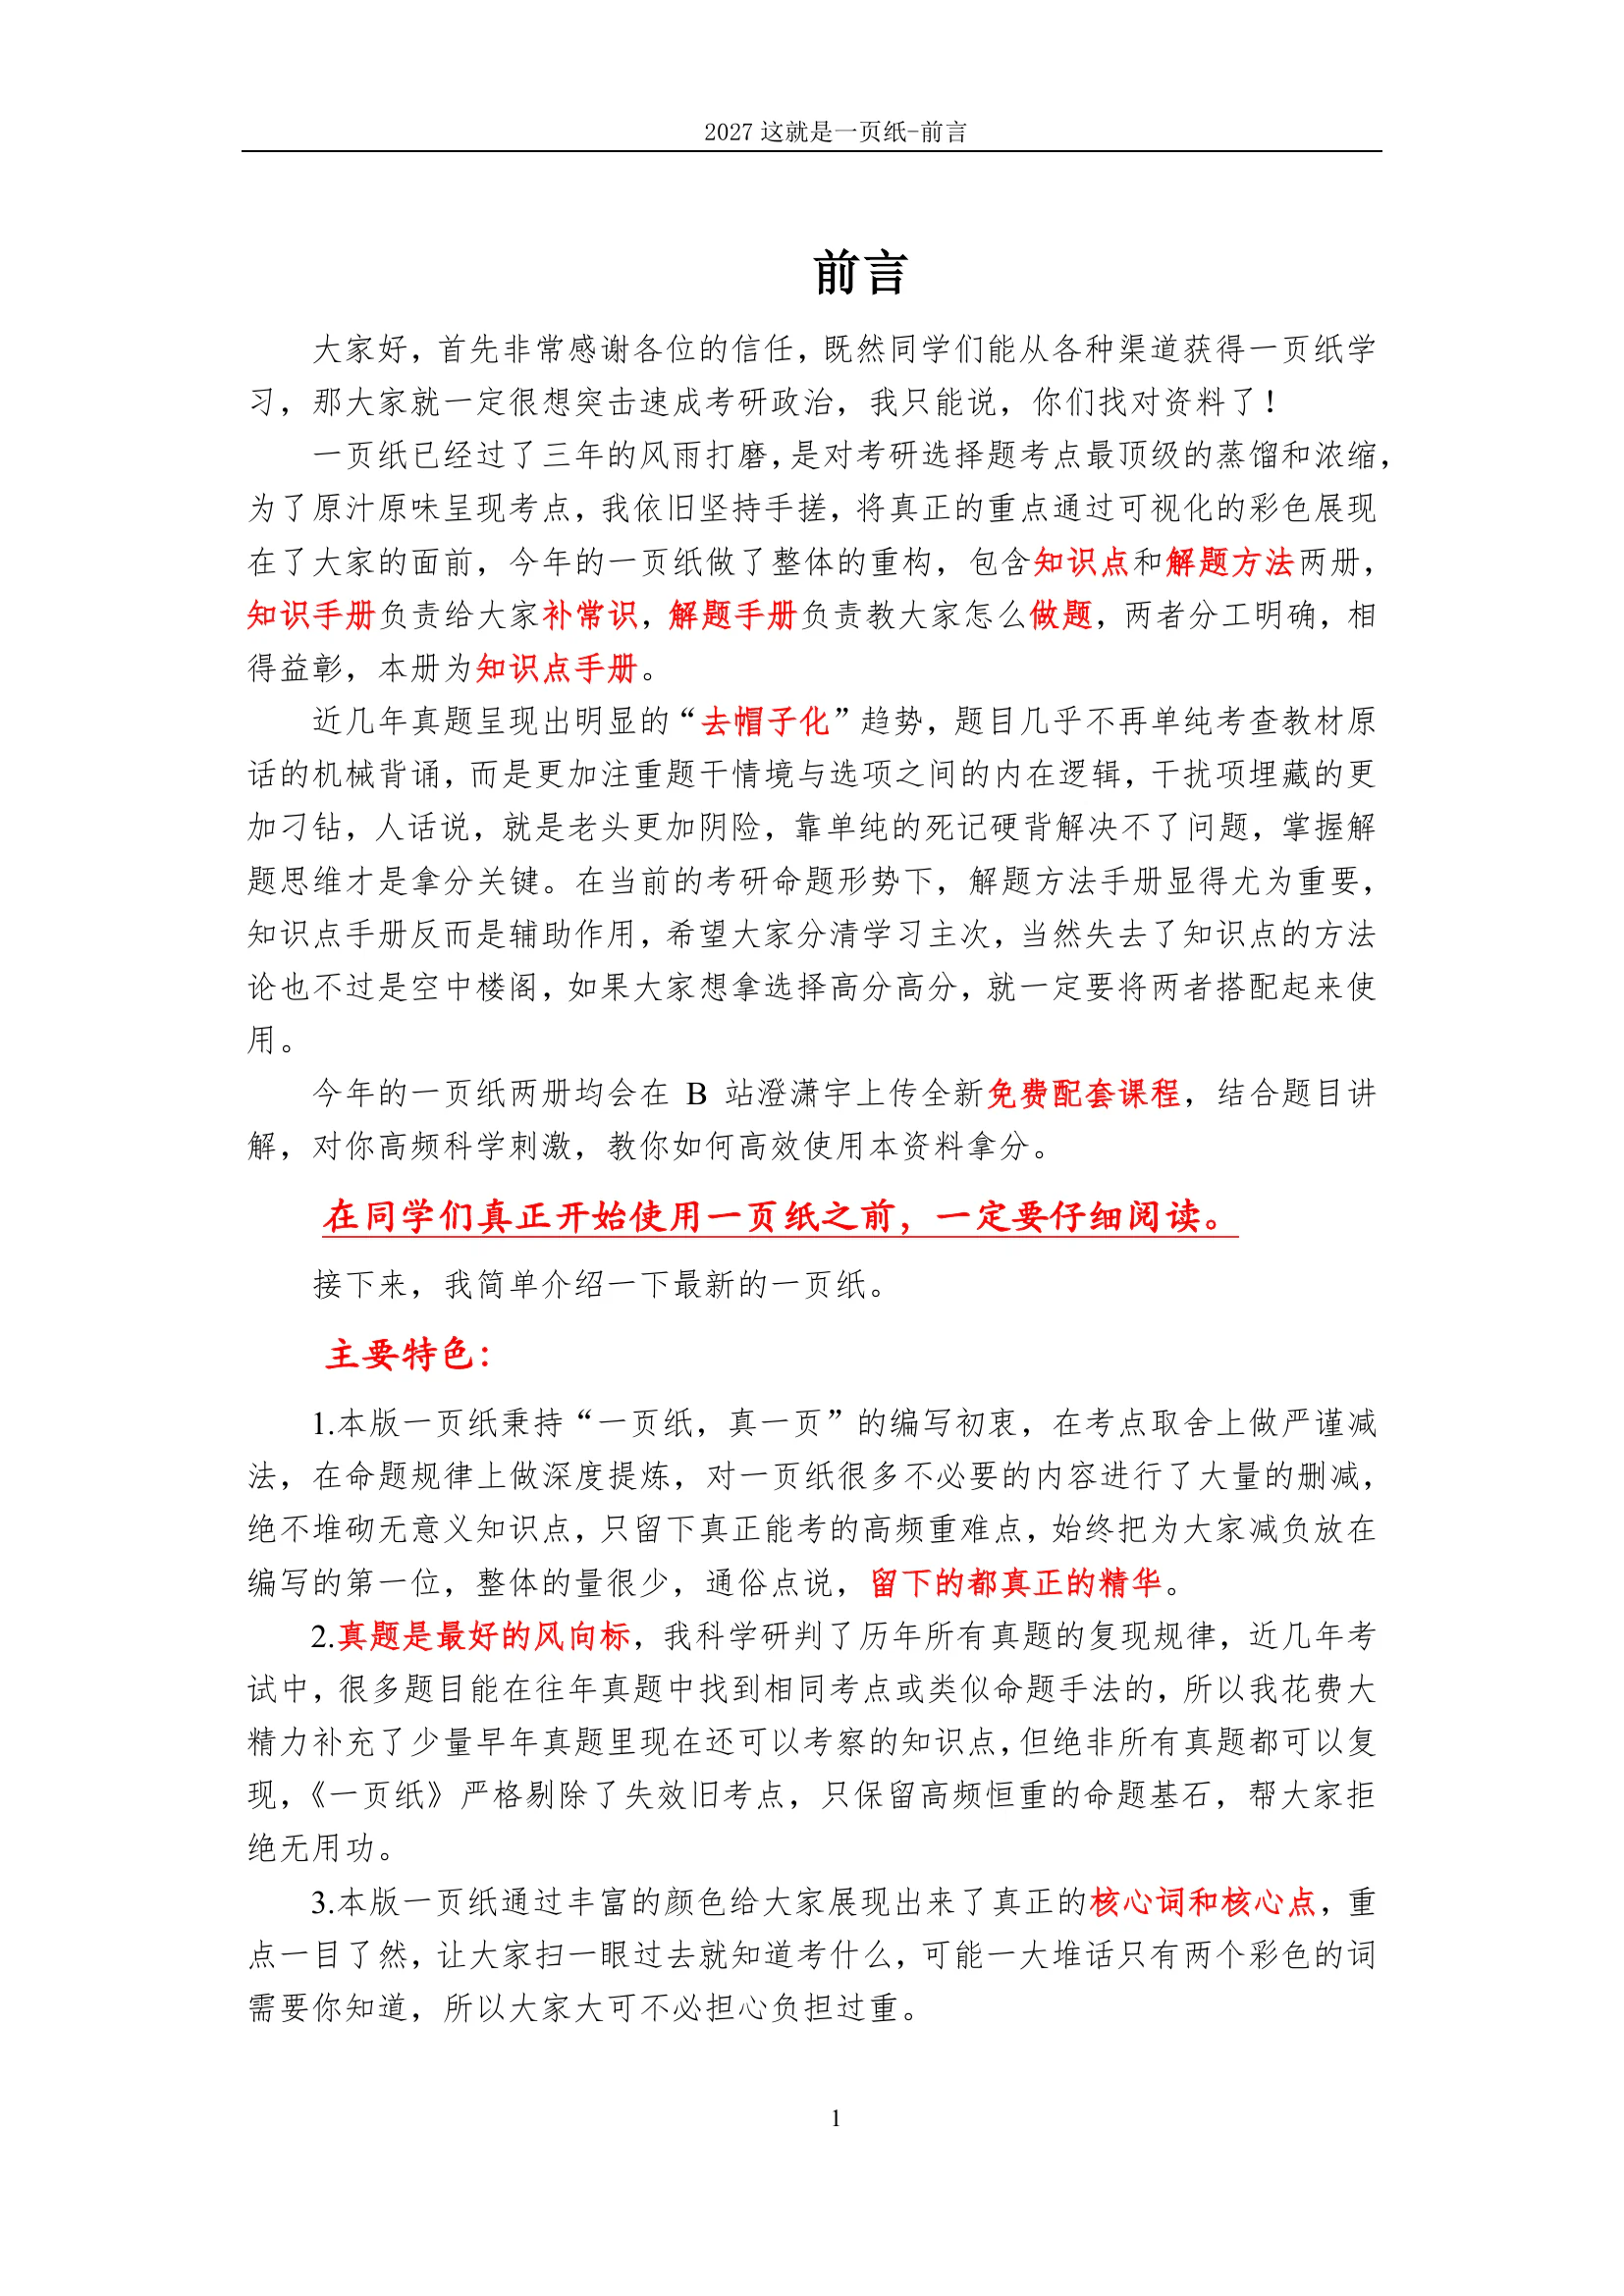 2027 这就是一页纸-前言
前言
大家好，首先非常感谢各位的信任，既然同学们能从各种渠道获得一页纸学
习，那大家就一定很想突击速成考研政治，我只能说，你们找对资料了！
一页纸已经过了三年的风雨打磨，是对考研选择题考点最顶级的蒸馏和浓缩，
为了原汁原味呈现考点，我依旧坚持手搓，将真正的重点通过可视化的彩色展现
在了大家的面前，今年的一页纸做了整体的重构，包含知识点和解题方法两册，
知识手册负责给大家补常识，解题手册负责教大家怎么做题，两者分工明确，相
得益彰，本册为知识点手册。
近几年真题呈现出明显的“去帽子化”趋势，题目几乎不再单纯考查教材原
话的机械背诵，而是更加注重题干情境与选项之间的内在逻辑，干扰项埋藏的更
加刁钻，人话说，就是老头更加阴险，靠单纯的死记硬背解决不了问题，掌握解
题思维才是拿分关键。在当前的考研命题形势下，解题方法手册显得尤为重要，
知识点手册反而是辅助作用，希望大家分清学习主次，当然失去了知识点的方法
论也不过是空中楼阁，如果大家想拿选择高分高分，就一定要将两者搭配起来使
用。
今年的一页纸两册均会在 B 站澄潇宇上传全新免费配套课程，结合题目讲
解，对你高频科学刺激，教你如何高效使用本资料拿分。
在同学们真正开始使用一页纸之前，一定要仔细阅读。
接下来，我简单介绍一下最新的一页纸。
主要特色：
1.本版一页纸秉持“一页纸，真一页”的编写初衷，在考点取舍上做严谨减
法，在命题规律上做深度提炼，对一页纸很多不必要的内容进行了大量的删减，
绝不堆砌无意义知识点，只留下真正能考的高频重难点，始终把为大家减负放在
编写的第一位，整体的量很少，通俗点说，留下的都真正的精华。
2.真题是最好的风向标，我科学研判了历年所有真题的复现规律，近几年考
试中，很多题目能在往年真题中找到相同考点或类似命题手法的，所以我花费大
精力补充了少量早年真题里现在还可以考察的知识点，但绝非所有真题都可以复
现，《一页纸》严格剔除了失效旧考点，只保留高频恒重的命题基石，帮大家拒
绝无用功。
3.本版一页纸通过丰富的颜色给大家展现出来了真正的核心词和核心点，重
点一目了然，让大家扫一眼过去就知道考什么，可能一大堆话只有两个彩色的词
需要你知道，所以大家大可不必担心负担过重。
1